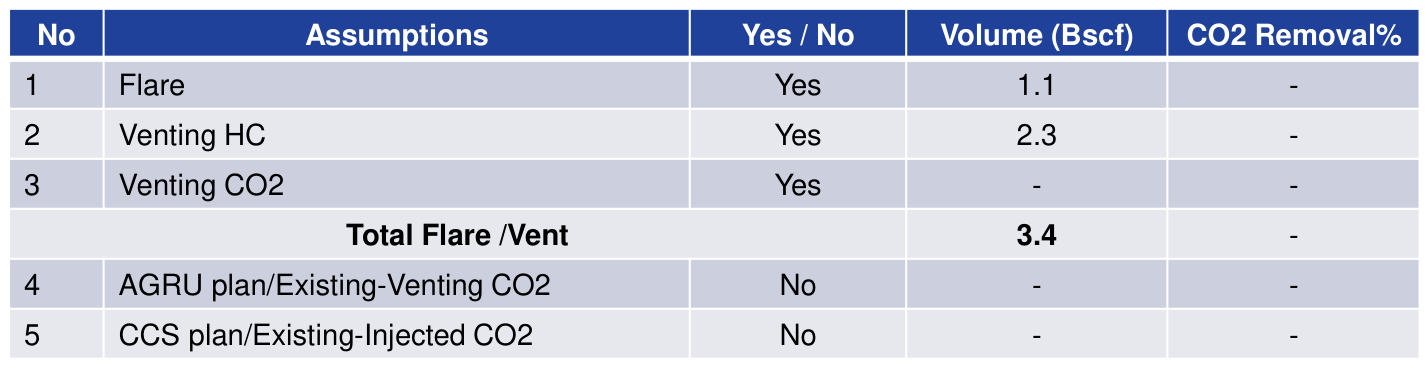 No Assumptions Yes / No Volume (Bscf) CO2 Removal%
1 Flare Yes 1.1 -
2 Venting HC Yes 2.3 -
3 Venting CO2 Yes - -
Total Flare /Vent 3.4 -
4 AGRU plan/Existing-Venting CO2 No - -
5 CCS plan/Existing-Injected CO2 No - -